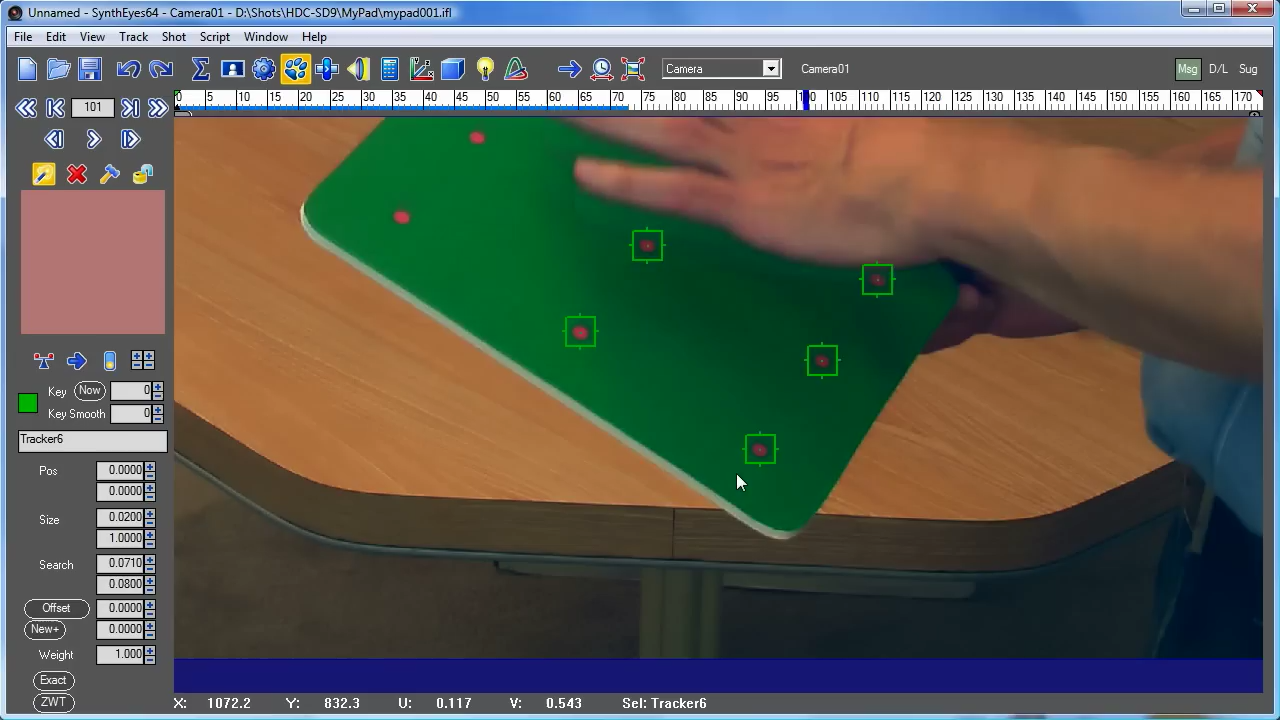 Unnamed - SynthEyes64 - Camera01 - D:\Shots\HDC-SD9\MyPad\mypad001.ifl
File Edit View Track Shot Script Window Help
Camera Camera01 Msg D/L Sug
101 0 5 10 15 20 25 30 35 40 45 50 55 60 65 70 75 80 85 90 95 100 105 110 115 120 125 130 135 140 145 150 155 160 165 170 175
Key Now 0
Key Smooth 0
Tracker6
Pos 0.0000
0.0000
Size 0.0200
1.0000
Search 0.0710
0.0800
Offset 0.0000
New+ 0.0000
Weight 1.000
Exact
ZWT
X: 1072.2 Y: 832.3 U: 0.117 V: 0.543 Sel: Tracker6